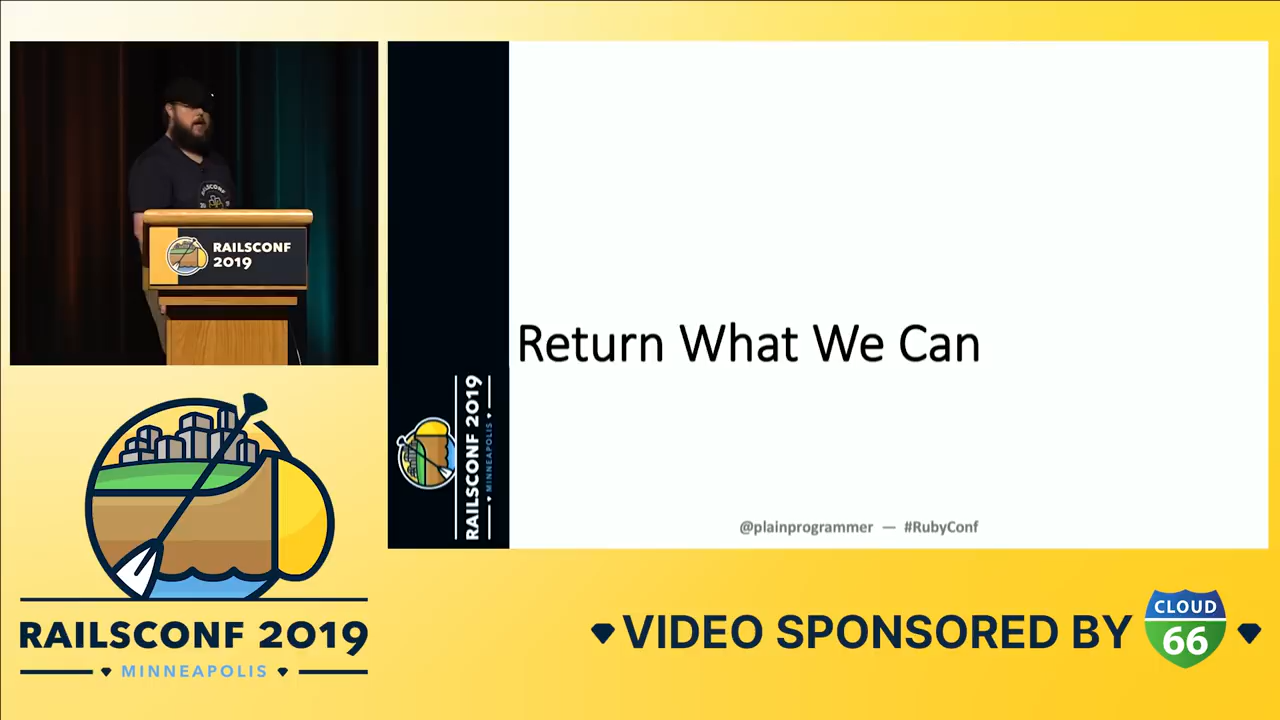 RAILSCONF
2019
Return What We Can
RAILSCONF 2019
MINNEAPOLIS
@plainprogrammer — #RubyConf
RAILSCONF 2019
MINNEAPOLIS
VIDEO SPONSORED BY
CLOUD
66